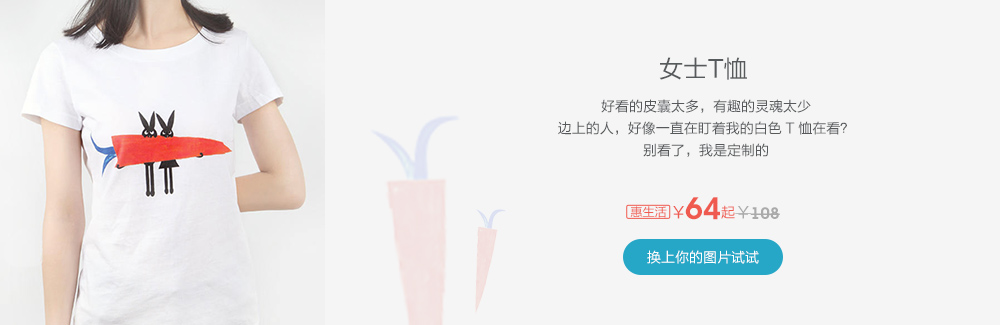 女士T恤
好看的皮囊太多，有趣的灵魂太少
边上的人，好像一直在盯着我的白色 T 恤在看?
别看了，我是定制的
惠生活 ¥64起 ¥108
换上你的图片试试